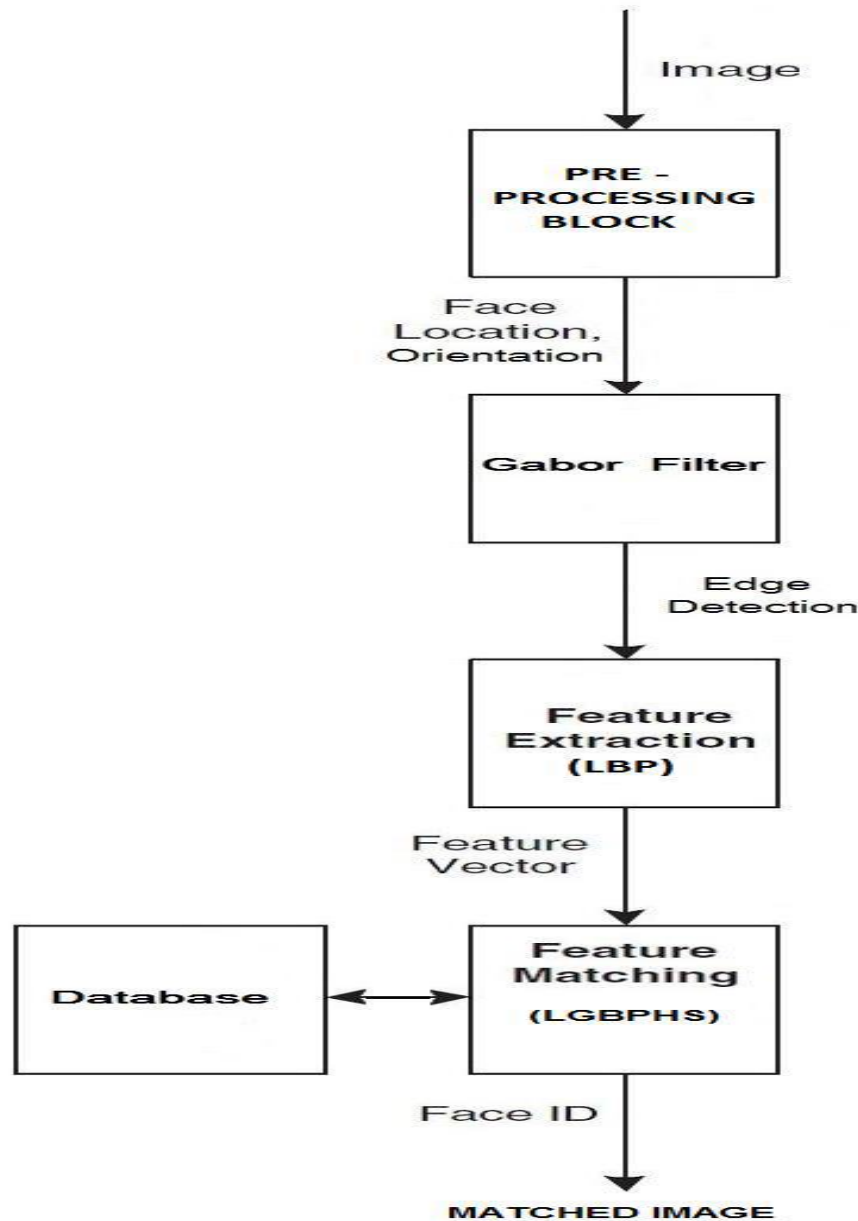 Image
PRE -
PROCESSING
BLOCK
Face
Location,
Orientation
Gabor Filter
Edge
Detection
Feature
Extraction
(LBP)
Feature
Vector
Database
Feature
Matching
(LGBPHS)
Face ID
MATCHED IMAGE